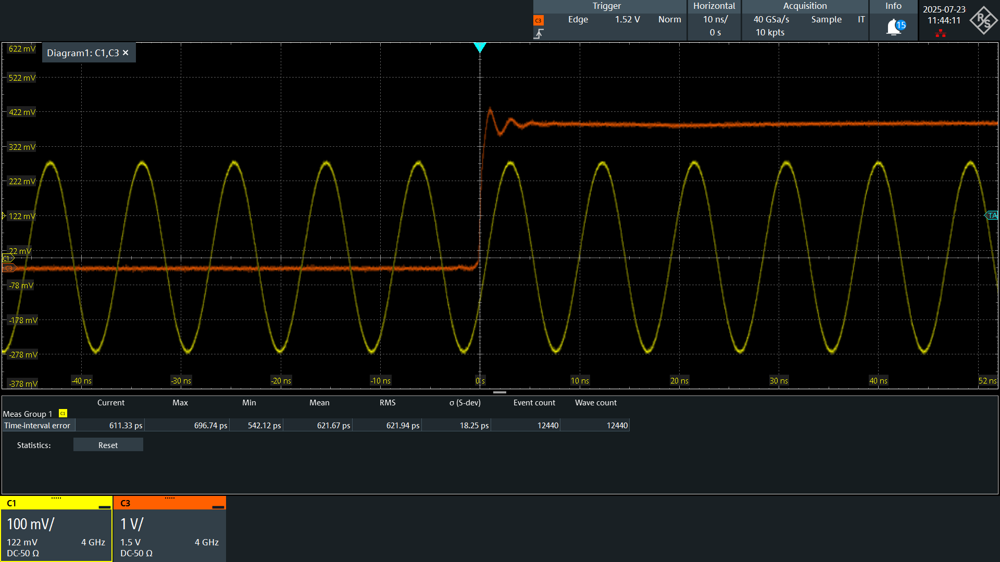 Trigger
Horizontal
Acquisition
Info
2025-07-23
C3
Edge
1.52 V
Norm
10 ns/
40 GSa/s
Sample
IT
15
11:44:11
R&S
0 s
10 kpts
622 mV
Diagram1: C1,C3 ×
522 mV
422 mV
322 mV
222 mV
122 mV
TA
22 mV
C1
C3
-78 mV
-178 mV
-278 mV
-378 mV
-40 ns
-30 ns
-20 ns
-10 ns
0 s
10 ns
20 ns
30 ns
40 ns
52 ns
Current
Max
Min
Mean
RMS
σ (S-dev)
Event count
Wave count
Meas Group 1
C1
Time-interval error
611.33 ps
696.74 ps
542.12 ps
621.67 ps
621.94 ps
18.25 ps
12440
12440
Statistics:
Reset
C1
C3
100 mV/
1 V/
122 mV
4 GHz
1.5 V
4 GHz
DC-50 Ω
DC-50 Ω